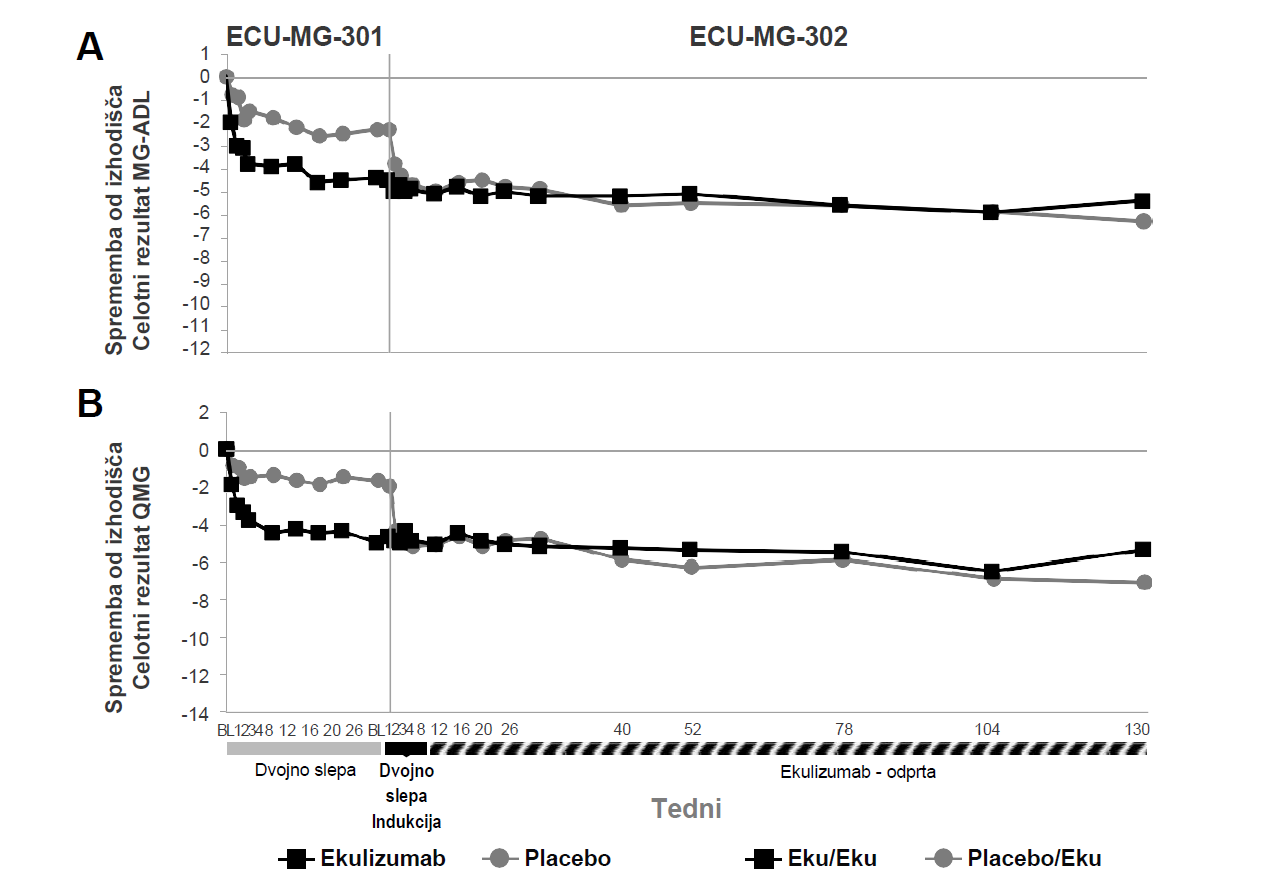 ECU-MG-301 ECU-MG-302
A
Sprememba od izhodišča
Celotni rezultat MG-ADL
1
0
-1
-2
-3
-4
-5
-6
-7
-8
-9
-10
-11
-12
B
Sprememba od izhodišča
Celotni rezultat QMG
2
0
-2
-4
-6
-8
-10
-12
-14
BL 1 2 3 4 8 12 16 20 26 BL 1 2 3 4 8 12 16 20 26 40 52 78 104 130
Dvojno slepa
Dvojno
slepa
Indukcija
Ekulizumab - odprta
Tedni
Ekulizumab Placebo Eku/Eku Placebo/Eku